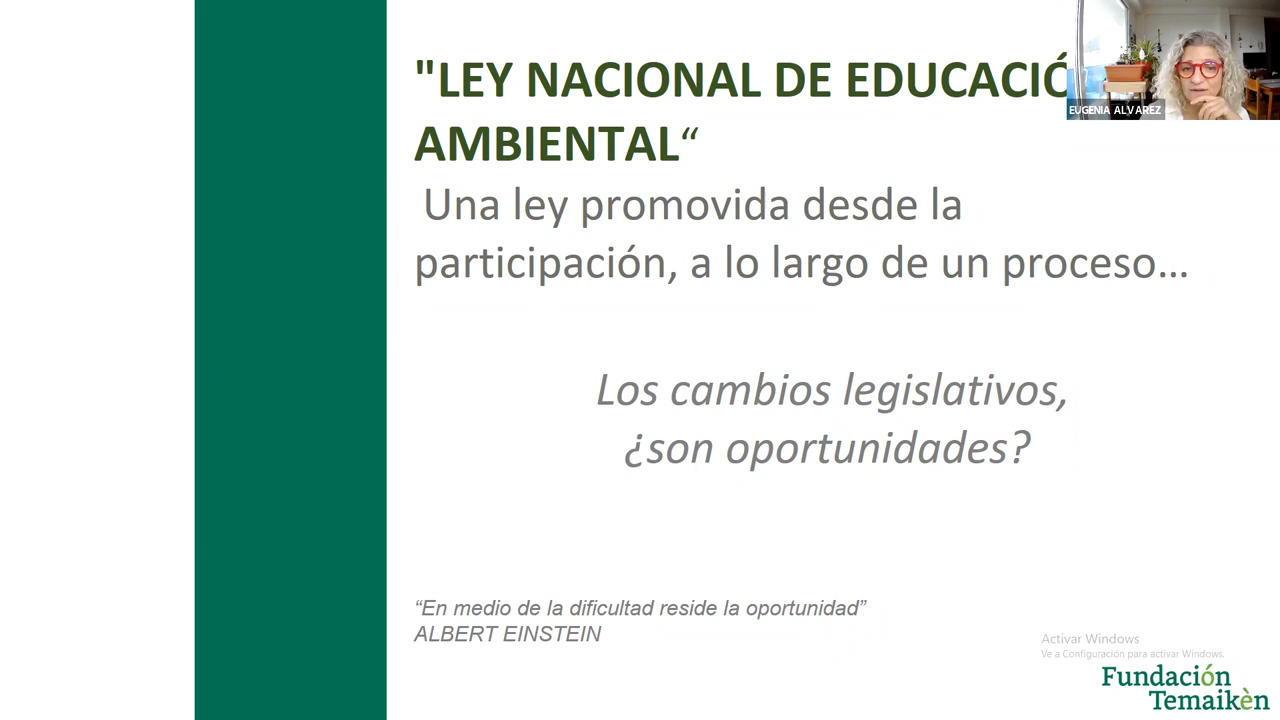 "LEY NACIONAL DE EDUCACIÓ
AMBIENTAL“
Una ley promovida desde la
participación, a lo largo de un proceso…
Los cambios legislativos,
¿son oportunidades?
“En medio de la dificultad reside la oportunidad”
ALBERT EINSTEIN
EUGENIA ALVAREZ
Activar Windows
Ve a Configuración para activar Windows.
Fundación
Temaikèn